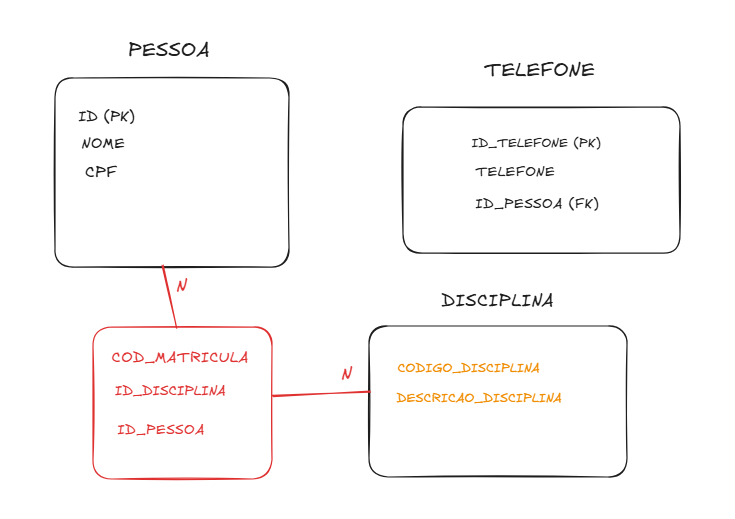 PESSOA
ID (PK)
NOME
CPF
TELEFONE
ID_TELEFONE (PK)
TELEFONE
ID_PESSOA (FK)
N
COD_MATRICULA
ID_DISCIPLINA
ID_PESSOA
N
DISCIPLINA
CODIGO_DISCIPLINA
DESCRICAO_DISCIPLINA